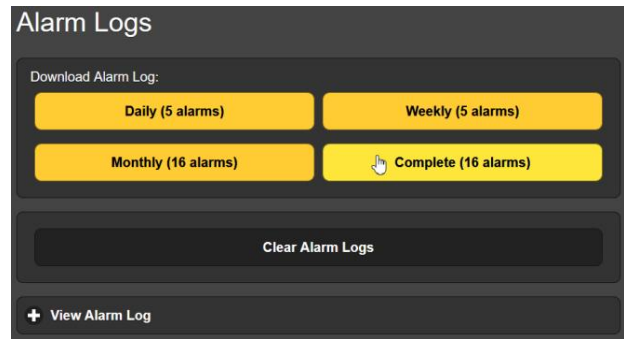 Alarm Logs
Download Alarm Log:
Daily (5 alarms)
Weekly (5 alarms)
Monthly (16 alarms)
Complete (16 alarms)
Clear Alarm Logs
View Alarm Log